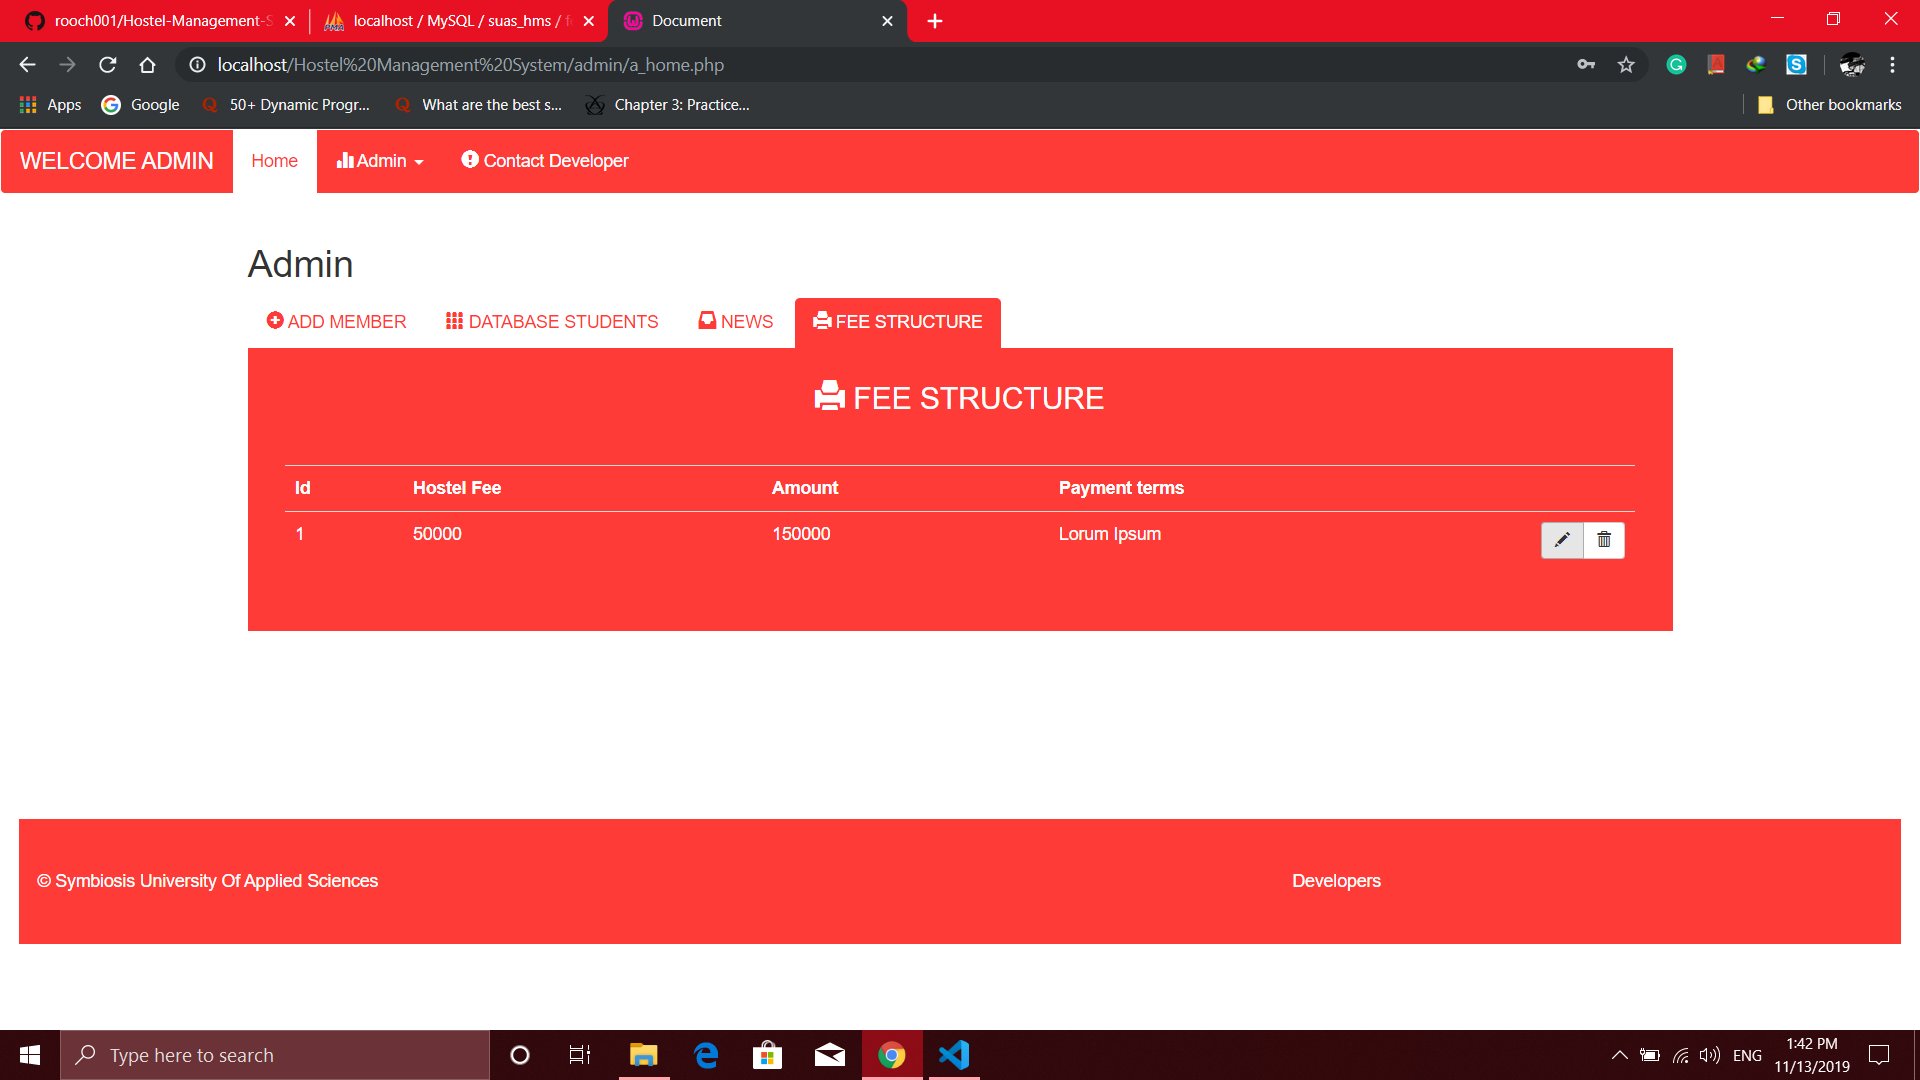 rooch001/Hostel-Management-S
localhost / MySQL / suas_hms / f
Document
localhost/Hostel%20Management%20System/admin/a_home.php
Apps
Google
50+ Dynamic Progr...
What are the best s...
Chapter 3: Practice...
Other bookmarks
WELCOME ADMIN
Home
Admin
Contact Developer
Admin
ADD MEMBER
DATABASE STUDENTS
NEWS
FEE STRUCTURE
FEE STRUCTURE
Id Hostel Fee Amount Payment terms
1 50000 150000 Lorum Ipsum
© Symbiosis University Of Applied Sciences
Developers
Type here to search
ENG
1:42 PM
11/13/2019